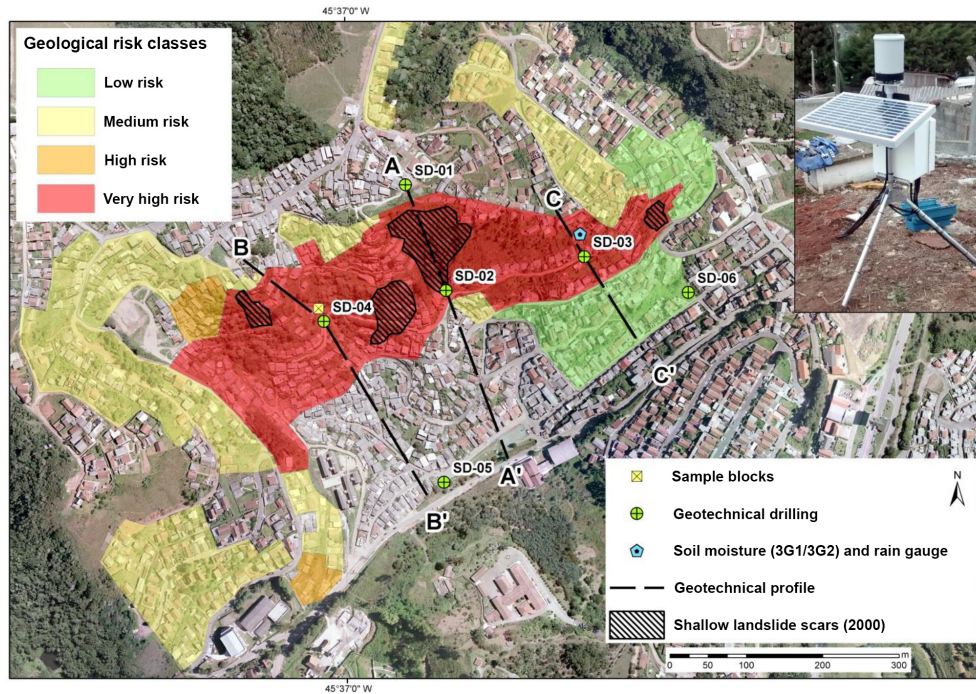 45°37'0" W
Geological risk classes
Low risk
Medium risk
High risk
Very high risk
A
SD-01
C
B
SD-03
SD-02
SD-06
SD-04
C'
SD-05
A'
B'
Sample blocks
N
Geotechnical drilling
Soil moisture (3G1/3G2) and rain gauge
Geotechnical profile
Shallow landslide scars (2000)
m
0 50 100 200 300
45°37'0" W